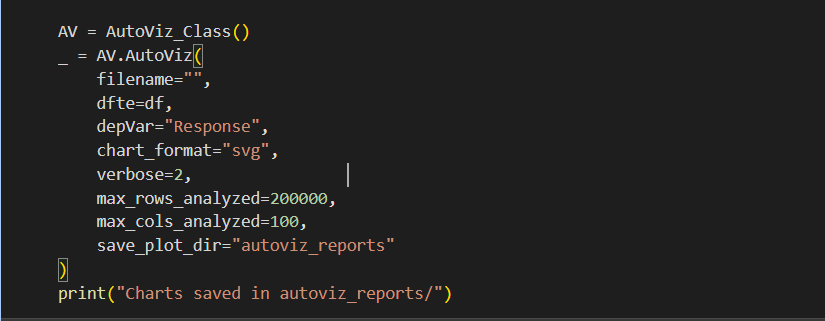 AV = AutoViz_Class()
_ = AV.AutoViz(
    filename="",
    dfte=df,
    depVar="Response",
    chart_format="svg",
    verbose=2,
    max_rows_analyzed=200000,
    max_cols_analyzed=100,
    save_plot_dir="autoviz_reports"
)
print("Charts saved in autoviz_reports/")